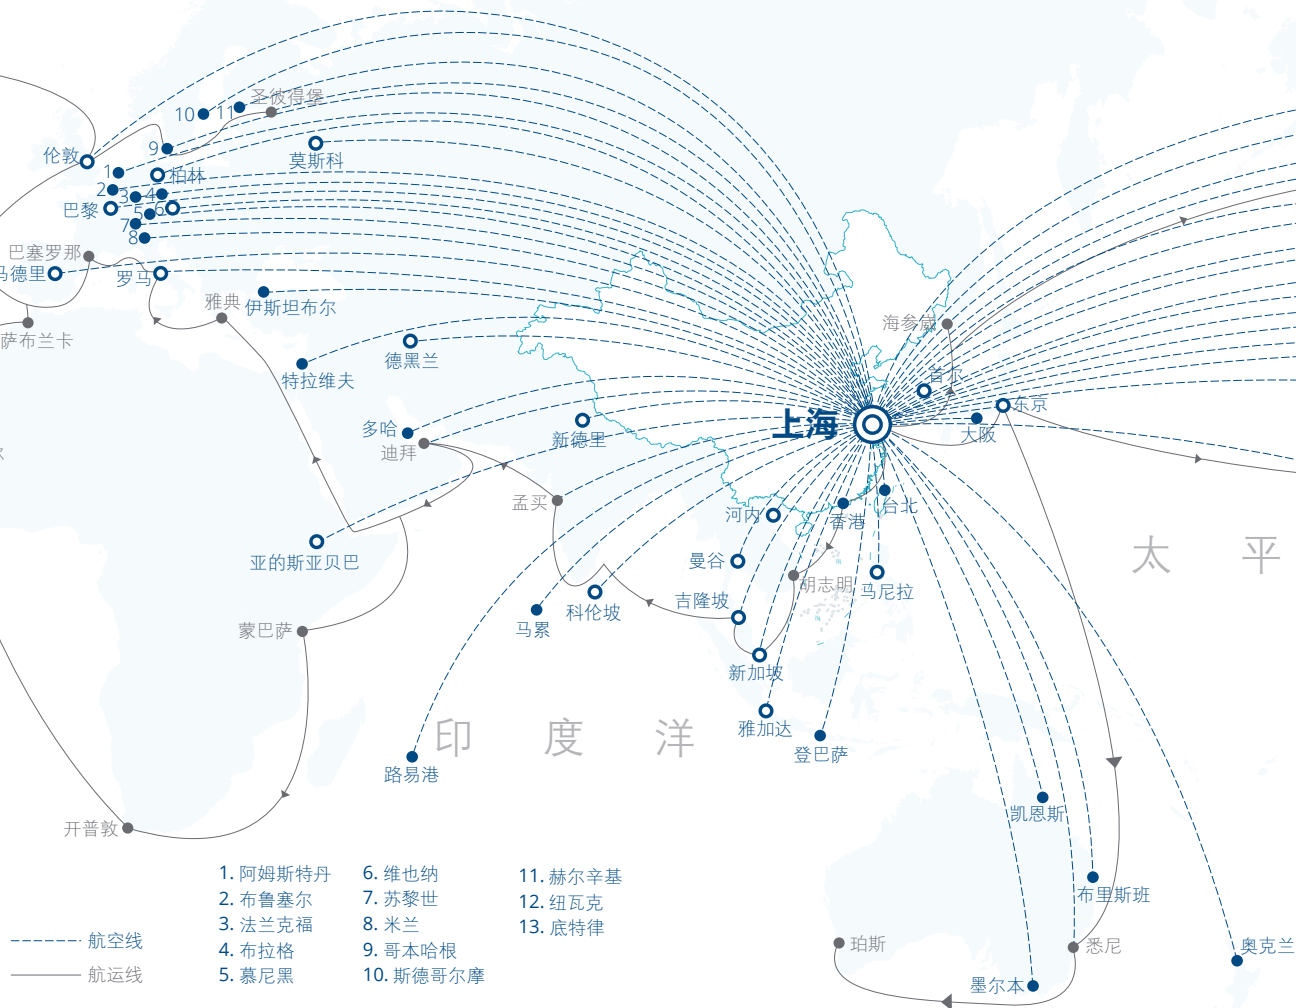 圣彼得堡
10
11
伦敦
9
莫斯科
1
柏林
2
3
4
巴黎
5
6
7
8
巴塞罗那
马德里
罗马
雅典
伊斯坦布尔
萨布兰卡
海参崴
德黑兰
特拉维夫
首尔
东京
上海
大阪
多哈
新德里
迪拜
孟买
台北
河内
香港
亚的斯亚贝巴
曼谷
胡志明
马尼拉
吉隆坡
科伦坡
马累
蒙巴萨
新加坡
太平
印度洋
雅加达
登巴萨
路易港
凯恩斯
开普敦
布里斯班
珀斯
悉尼
奥克兰
墨尔本
1. 阿姆斯特丹
2. 布鲁塞尔
3. 法兰克福
4. 布拉格
5. 慕尼黑
6. 维也纳
7. 苏黎世
8. 米兰
9. 哥本哈根
10. 斯德哥尔摩
11. 赫尔辛基
12. 纽瓦克
13. 底特律
航空线
航运线